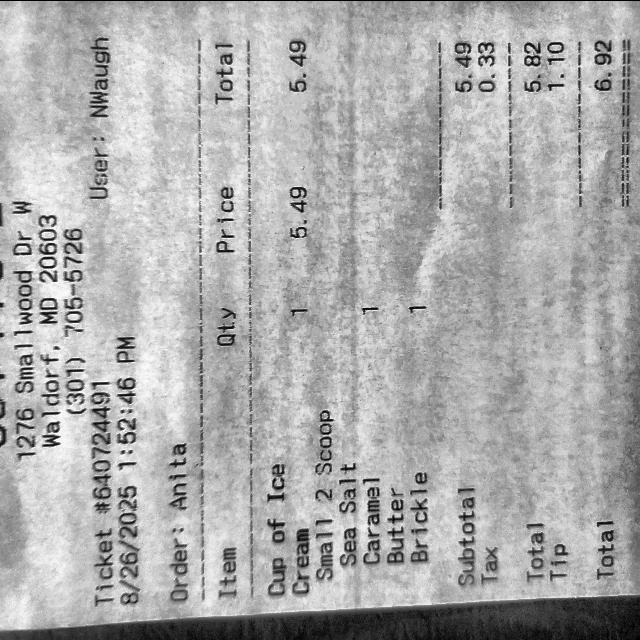 1276 Smallwood Dr W
Waldorf, MD 20603
(301) 705-5726
Ticket #640724491 User: NWaugh
8/26/2025 1:52:46 PM
Order: Anita
Item Qty Price Total
Cup of Ice
Cream 1 5.49 5.49
Small 2 Scoop
Sea Salt
Caramel 1
Butter
Brickle 1
Subtotal 5.49
Tax 0.33
Total 5.82
Tip 1.10
Total 6.92